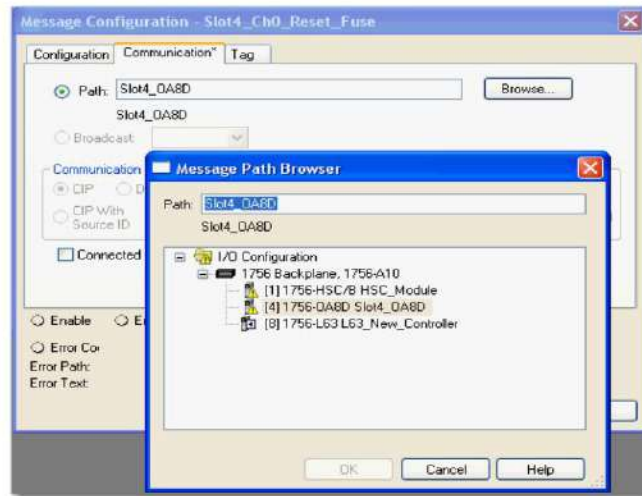 Message Configuration - Slot4_Ch0_Reset_Fuse
Configuration Communication* Tag
Path: Slot4_OA8D Browse...
Slot4_OA8D
Broadcast:
Communication
CIP D
CIP With
Source ID
Connected
Enable
Error Co
Error Path:
Error Text:
Message Path Browser
Path: Slot4_OA8D
Slot4_OA8D
I/O Configuration
1756 Backplane, 1756-A10
[1] 1756-HSC/B HSC_Module
[4] 1756-OA8D Slot4_OA8D
[8] 1756-L63 L63_New_Controller
OK Cancel Help